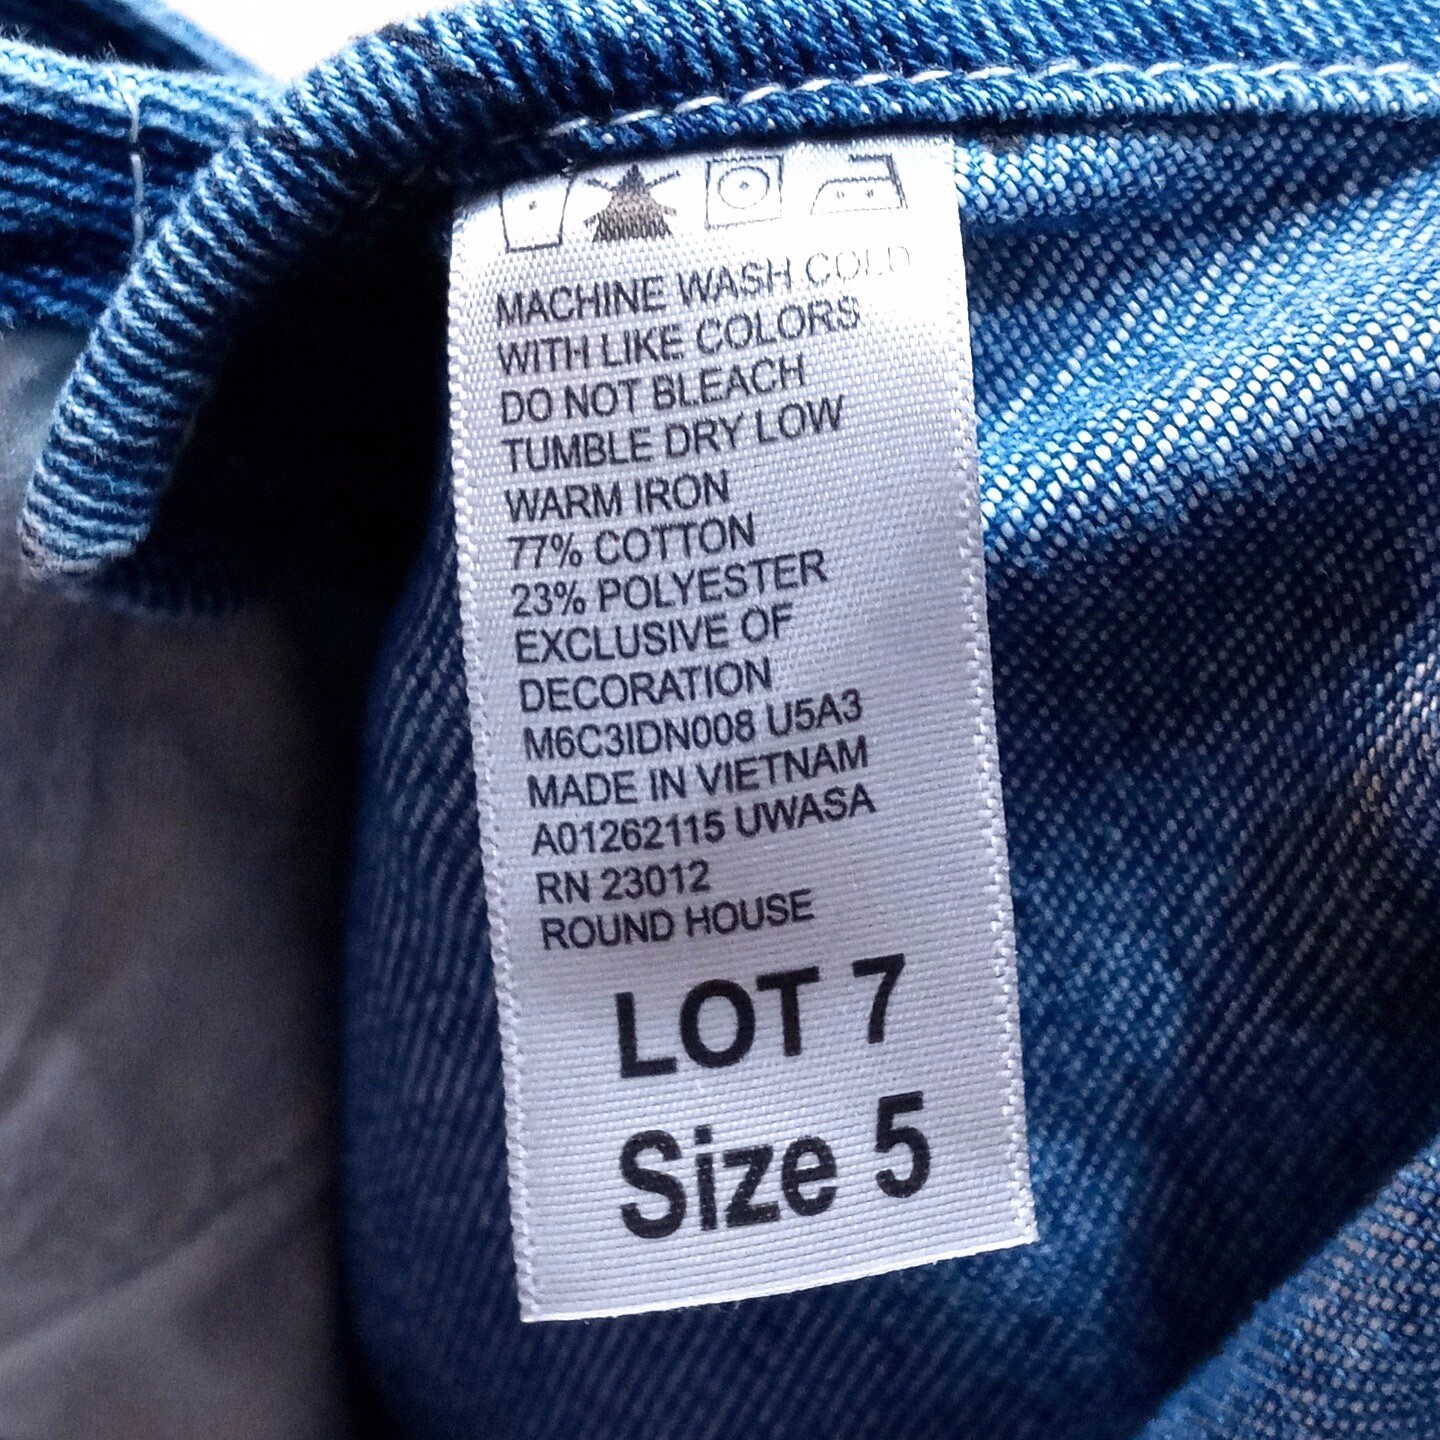 MACHINE WASH COLD
WITH LIKE COLORS
DO NOT BLEACH
TUMBLE DRY LOW
WARM IRON
77% COTTON
23% POLYESTER
EXCLUSIVE OF
DECORATION
M6C3IDN008 U5A3
MADE IN VIETNAM
A01262115 UWASA
RN 23012
ROUND HOUSE
LOT 7
Size 5